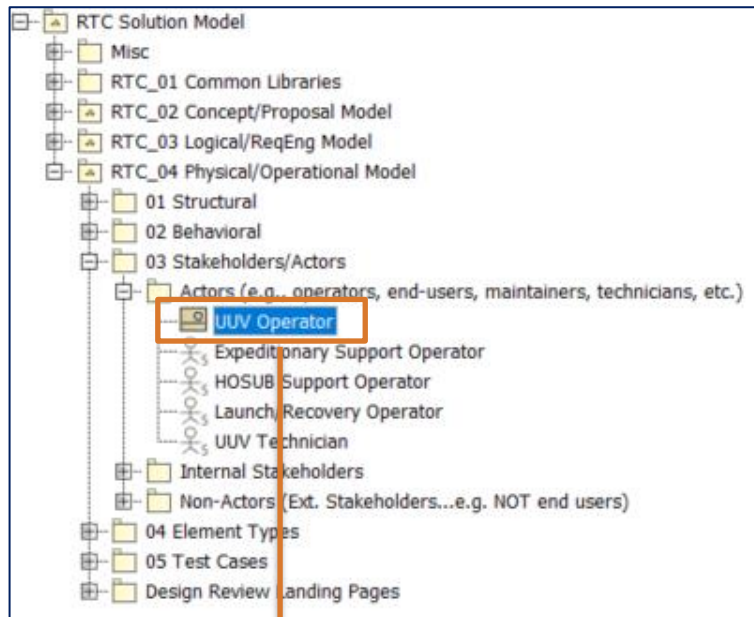 RTC Solution Model
Misc
RTC_01 Common Libraries
RTC_02 Concept/Proposal Model
RTC_03 Logical/ReqEng Model
RTC_04 Physical/Operational Model
01 Structural
02 Behavioral
03 Stakeholders/Actors
Actors (e.g., operators, end-users, maintainers, technicians, etc.)
UUV Operator
Expeditionary Support Operator
HOSUB Support Operator
Launch/Recovery Operator
UUV Technician
Internal Stakeholders
Non-Actors (Ext. Stakeholders...e.g. NOT end users)
04 Element Types
05 Test Cases
Design Review Landing Pages